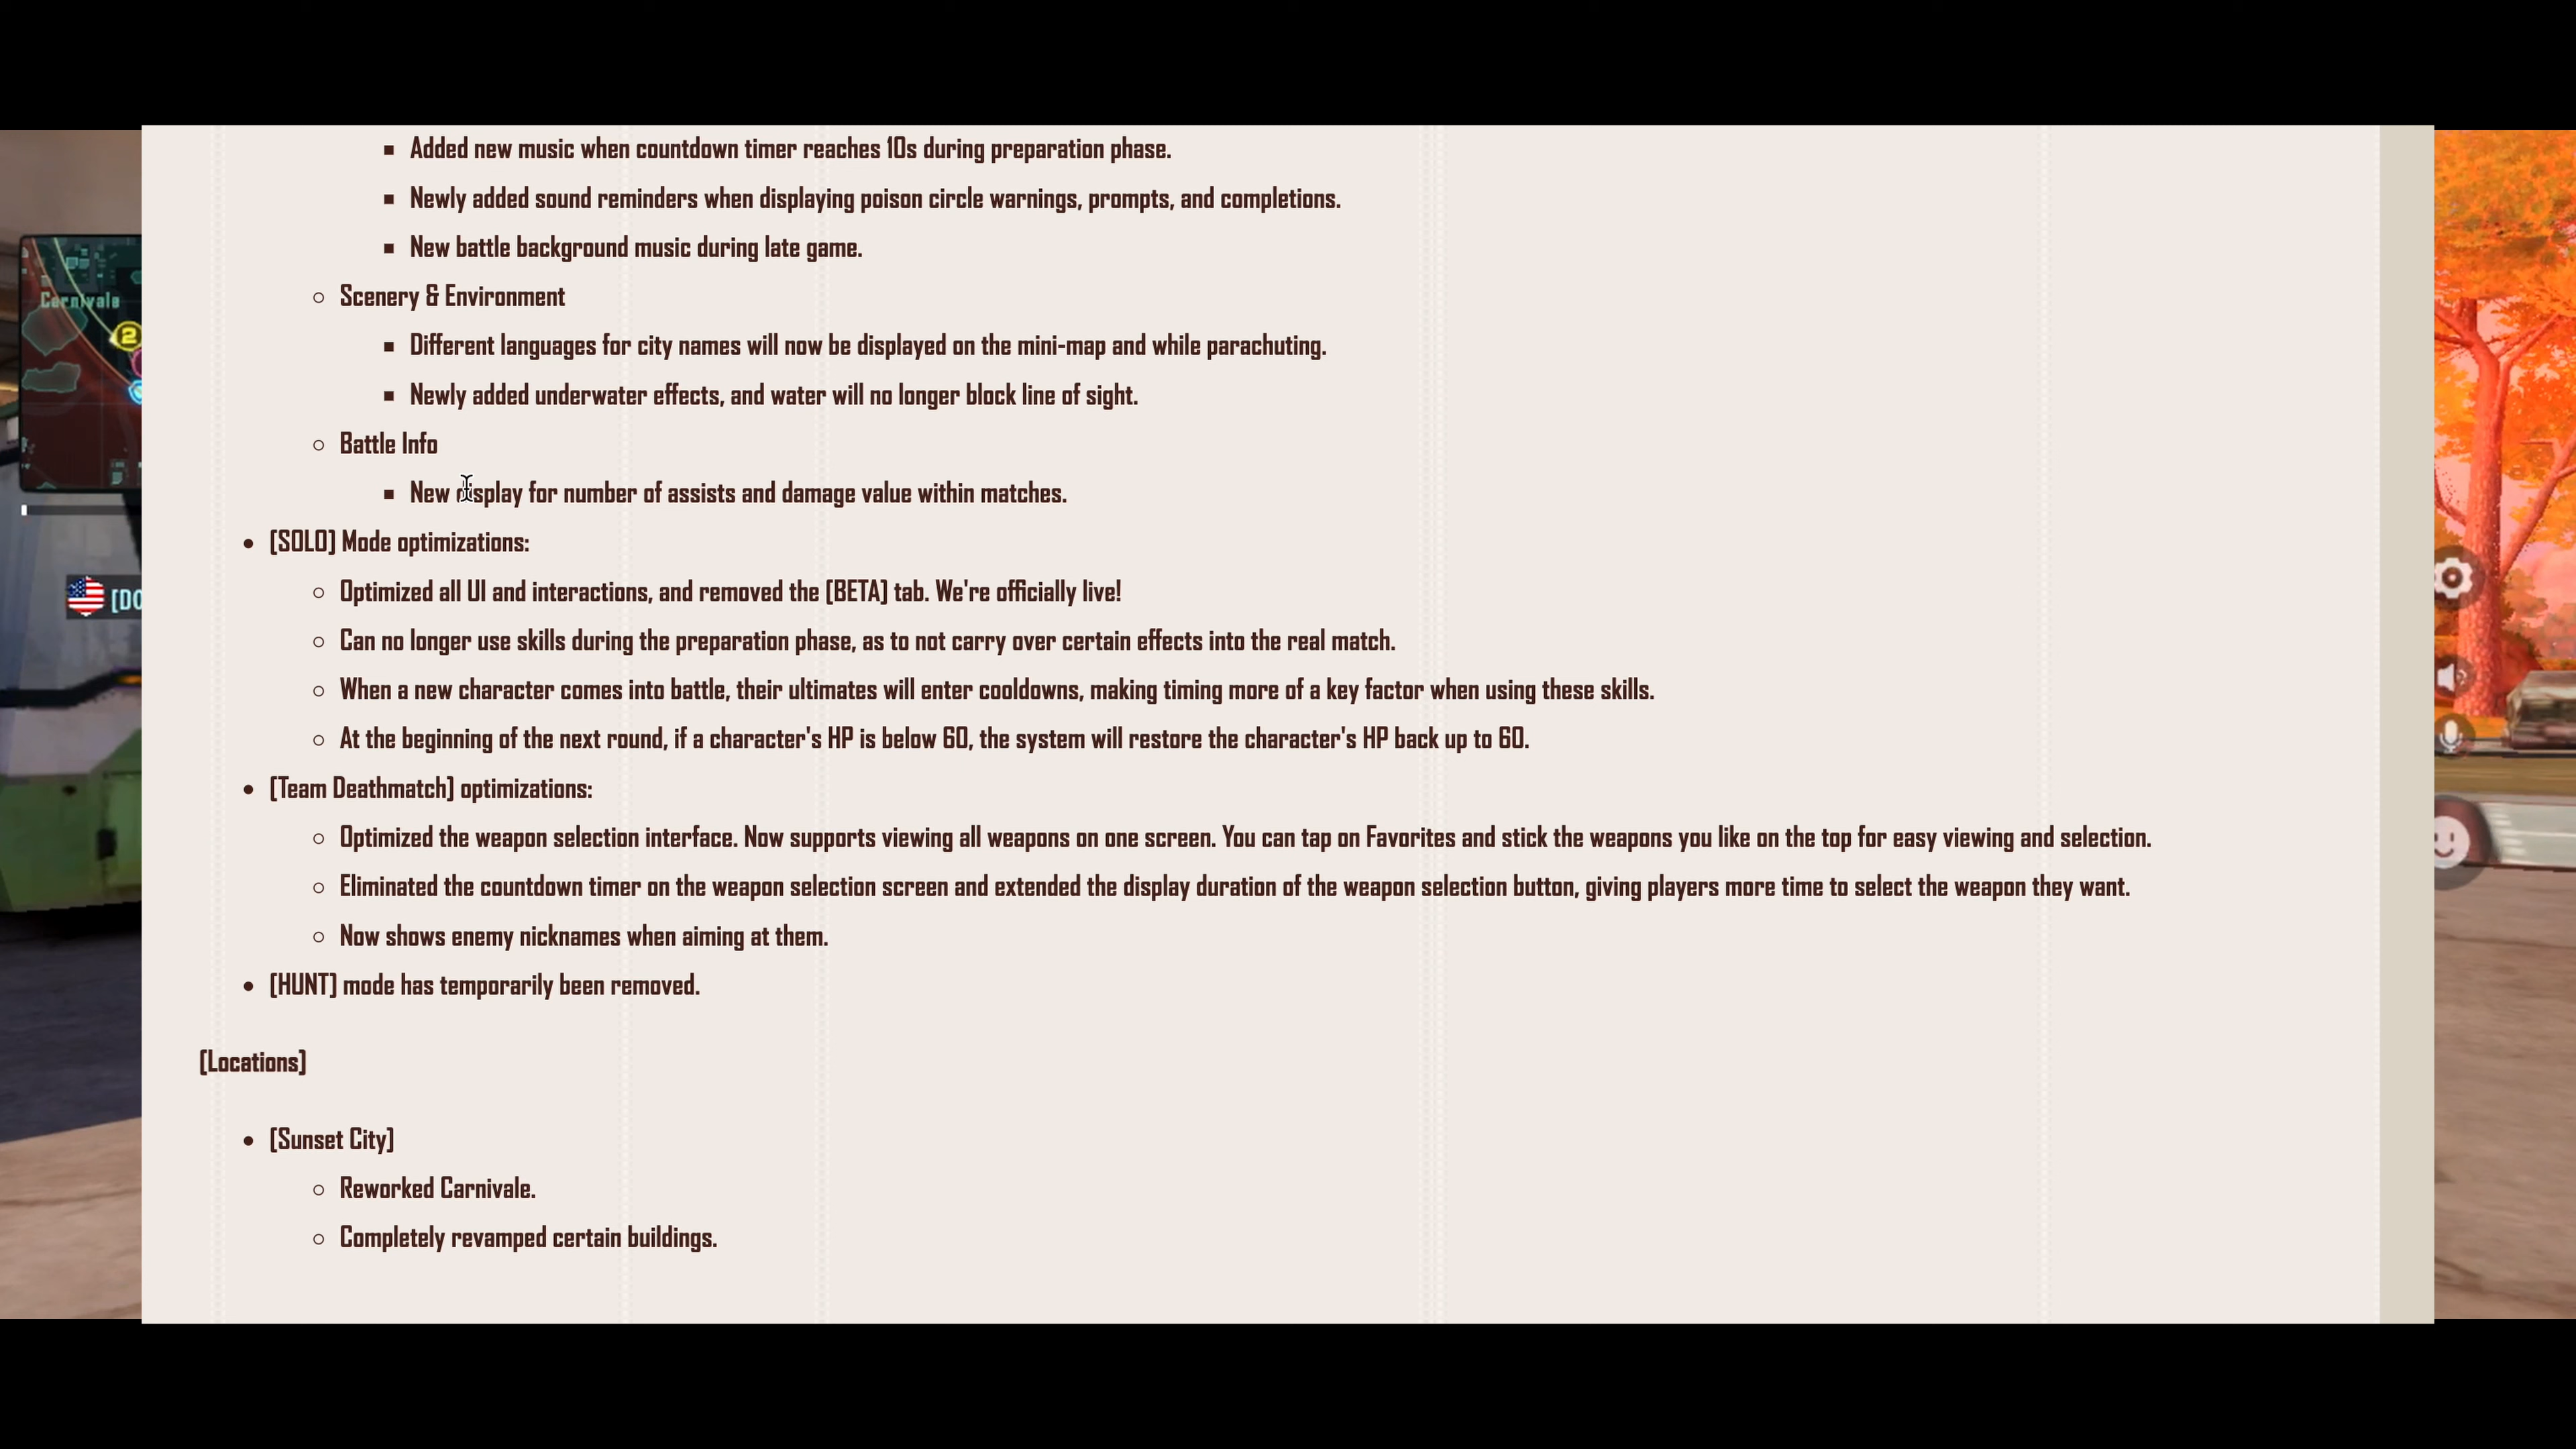 Added new music when countdown timer reaches 10s during preparation phase.
Newly added sound reminders when displaying poison circle warnings, prompts, and completions.
New battle background music during late game.
Scenery & Environment
Different languages for city names will now be displayed on the mini-map and while parachuting.
Newly added underwater effects, and water will no longer block line of sight.
Battle Info
New display for number of assists and damage value within matches.
[SOLO] Mode optimizations:
Optimized all UI and interactions, and removed the [BETA] tab. We're officially live!
Can no longer use skills during the preparation phase, as to not carry over certain effects into the real match.
When a new character comes into battle, their ultimates will enter cooldowns, making timing more of a key factor when using these skills.
At the beginning of the next round, if a character's HP is below 60, the system will restore the character's HP back up to 60.
[Team Deathmatch] optimizations:
Optimized the weapon selection interface. Now supports viewing all weapons on one screen. You can tap on Favorites and stick the weapons you like on the top for easy viewing and selection.
Eliminated the countdown timer on the weapon selection screen and extended the display duration of the weapon selection button, giving players more time to select the weapon they want.
Now shows enemy nicknames when aiming at them.
[HUNT] mode has temporarily been removed.
[Locations]
[Sunset City]
Reworked Carnivale.
Completely revamped certain buildings.
Carnivale
2
[DO